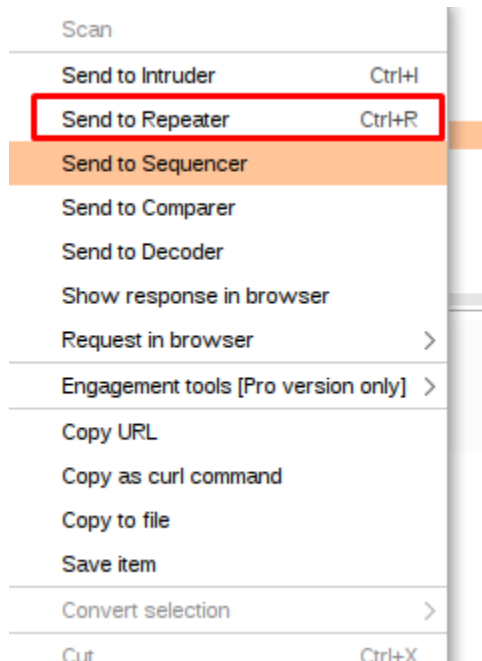 Scan
Send to Intruder Ctrl+I
Send to Repeater Ctrl+R
Send to Sequencer
Send to Comparer
Send to Decoder
Show response in browser
Request in browser
Engagement tools [Pro version only]
Copy URL
Copy as curl command
Copy to file
Save item
Convert selection
Cut Ctrl+X